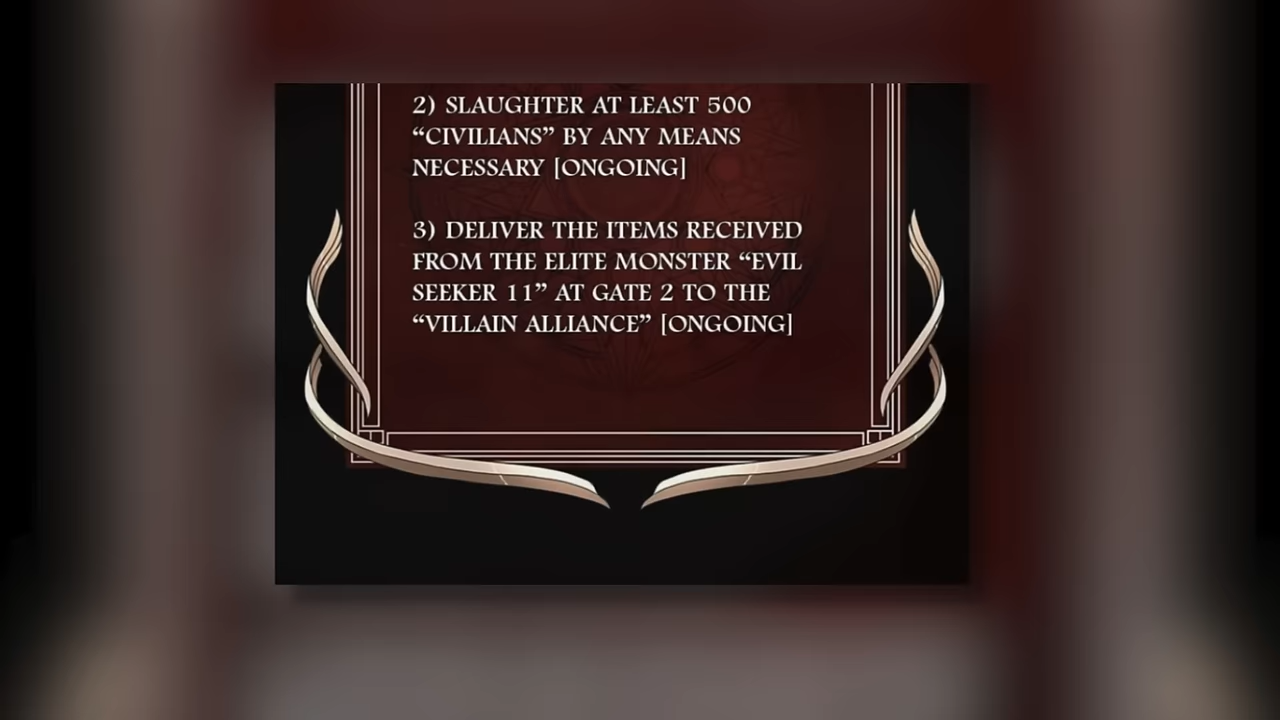 2) SLAUGHTER AT LEAST 500
“CIVILIANS” BY ANY MEANS
NECESSARY [ONGOING]
3) DELIVER THE ITEMS RECEIVED
FROM THE ELITE MONSTER “EVIL
SEEKER 11” AT GATE 2 TO THE
“VILLAIN ALLIANCE” [ONGOING]